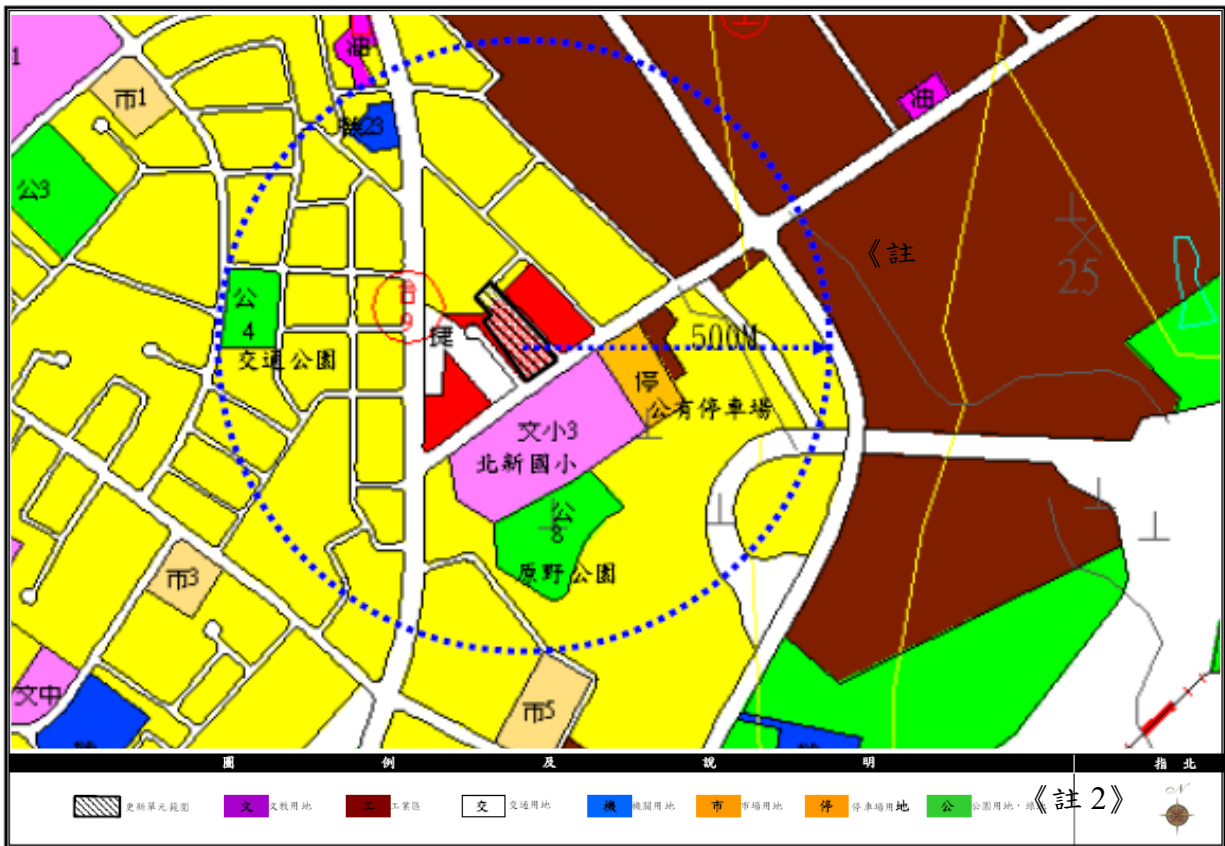 油
市1
機23
油
公3
《註
25
公
4
捷
500M
交通公園
停
公有停車場
文小3
北新國小
公
8
原野公園
市3
市5
文中
圖 例 及 說 明 指 北
更新單元範圍 文 文教用地 工 工業區 交 交通用地 機 機關用地 市 市場用地 停 停車場用地 公 公園用地，綠 《註 2》
N